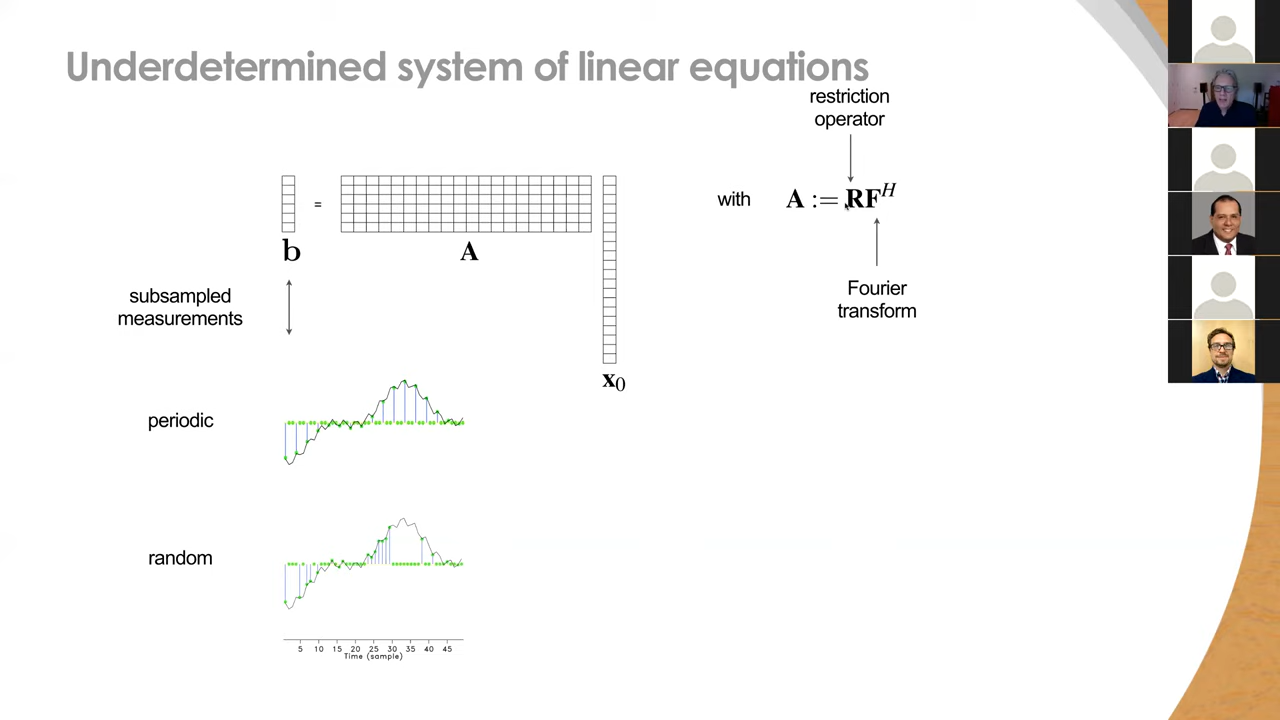 Underdetermined system of linear equations
restriction
operator
=
with A := RF^H
b
A
Fourier
transform
subsampled
measurements
x₀
periodic
random
5 10 15 20 25 30 35 40 45
Time (sample)